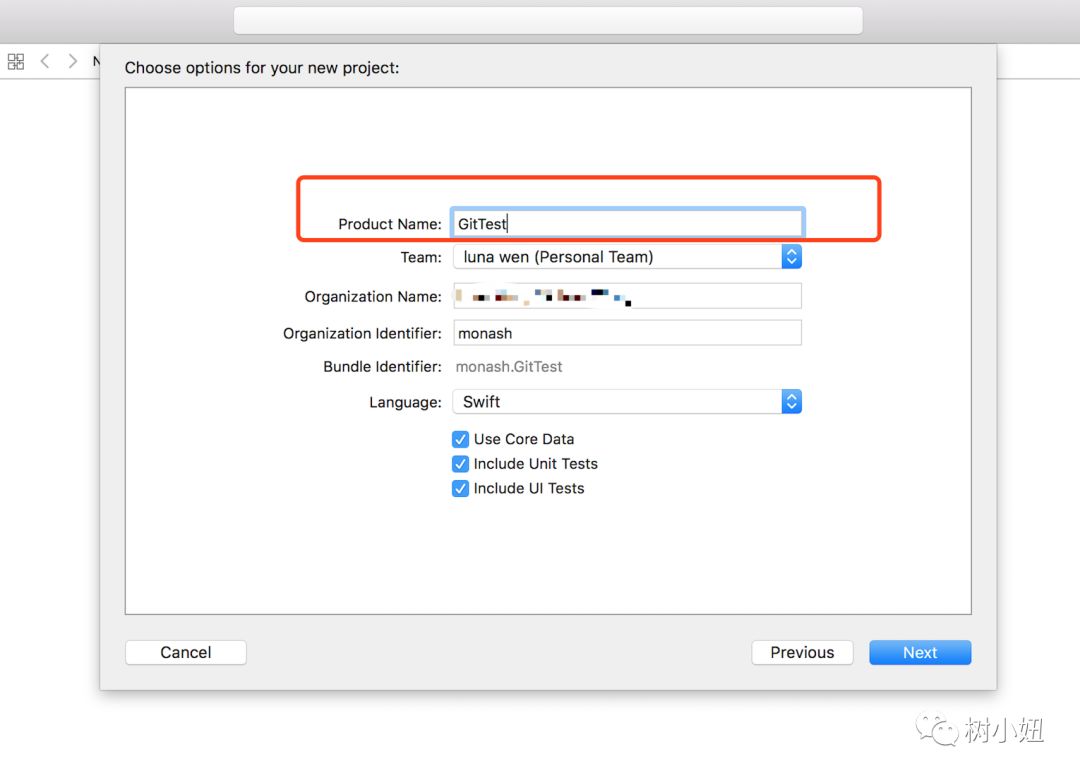 Choose options for your new project:
Product Name: GitTest
Team: luna wen (Personal Team)
Organization Name:
Organization Identifier: monash
Bundle Identifier: monash.GitTest
Language: Swift
Use Core Data
Include Unit Tests
Include UI Tests
Cancel Previous Next
树小妞